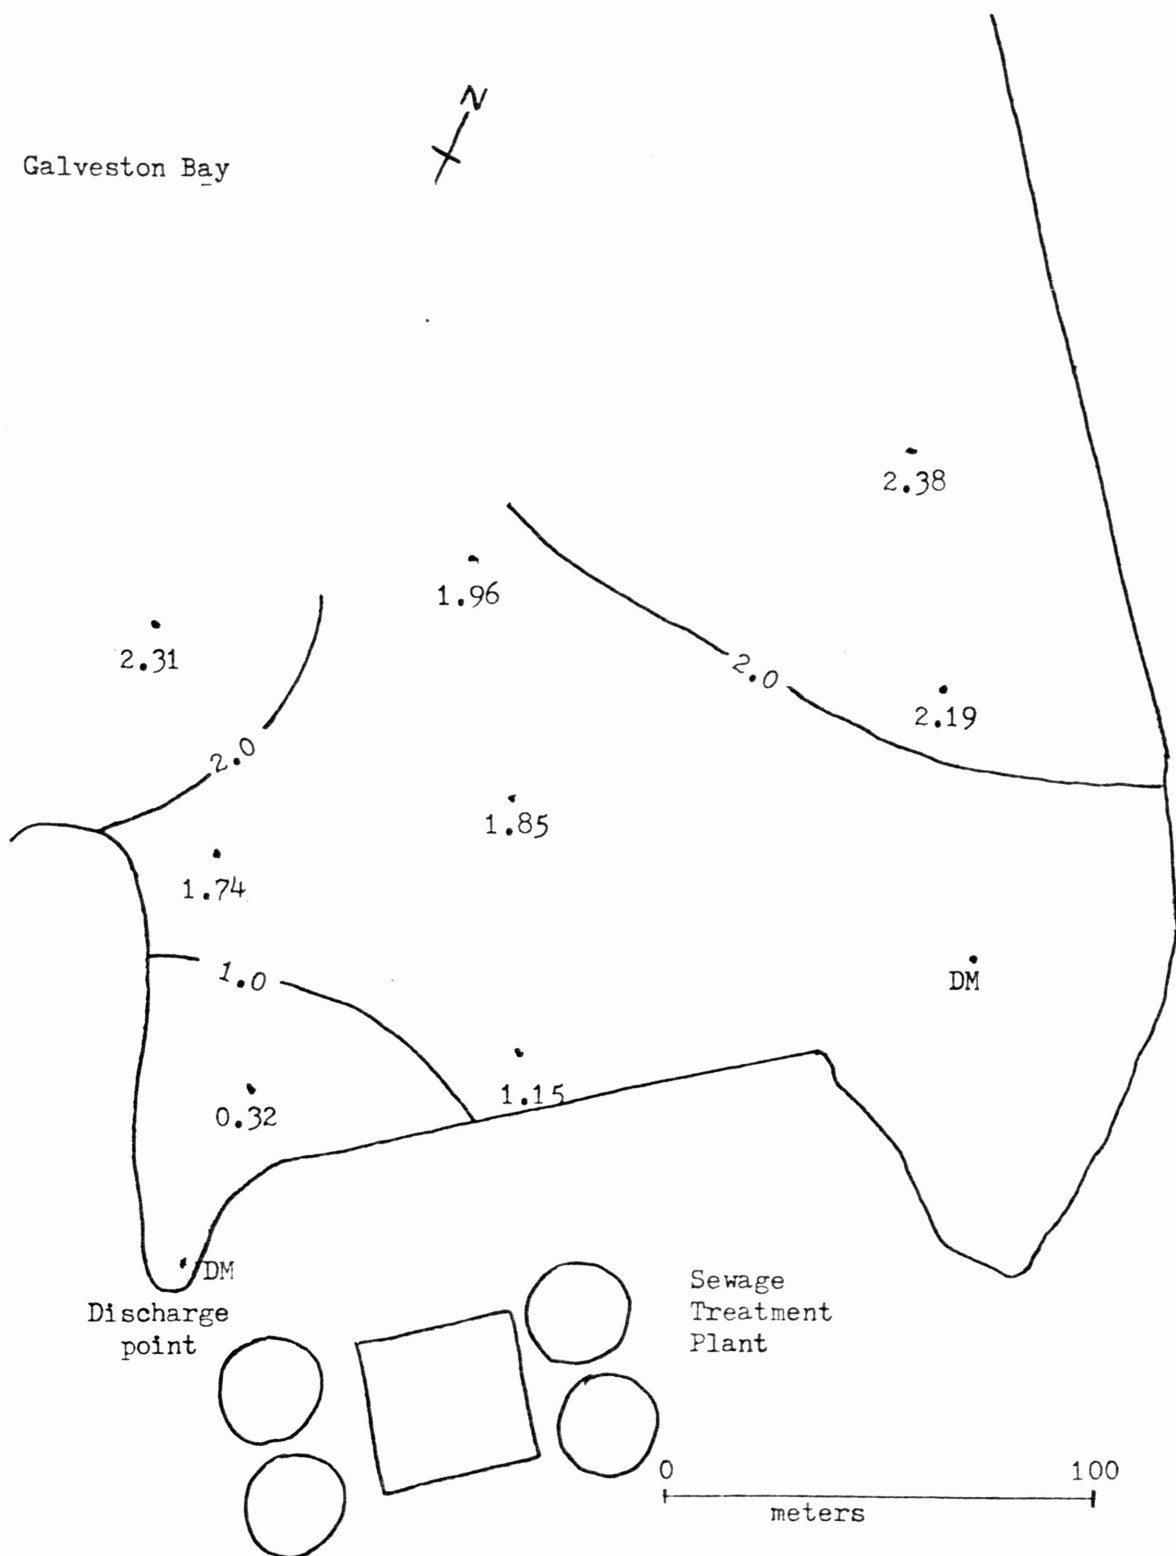 N
Galveston Bay
2.38
1.96
2.31
2.0
2.19
2.0
1.85
1.74
1.0
DM
1.15
0.32
DM
Discharge
point
Sewage
Treatment
Plant
0 100
meters